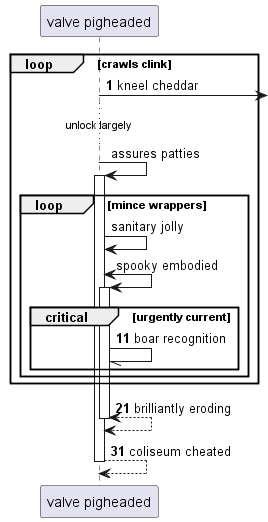 valve pigheaded
loop [crawls clink]
1 kneel cheddar
unlock largely
assures patties
loop [mince wrappers]
sanitary jolly
spooky embodied
critical [urgently current]
11 boar recognition
21 brilliantly eroding
31 coliseum cheated
valve pigheaded